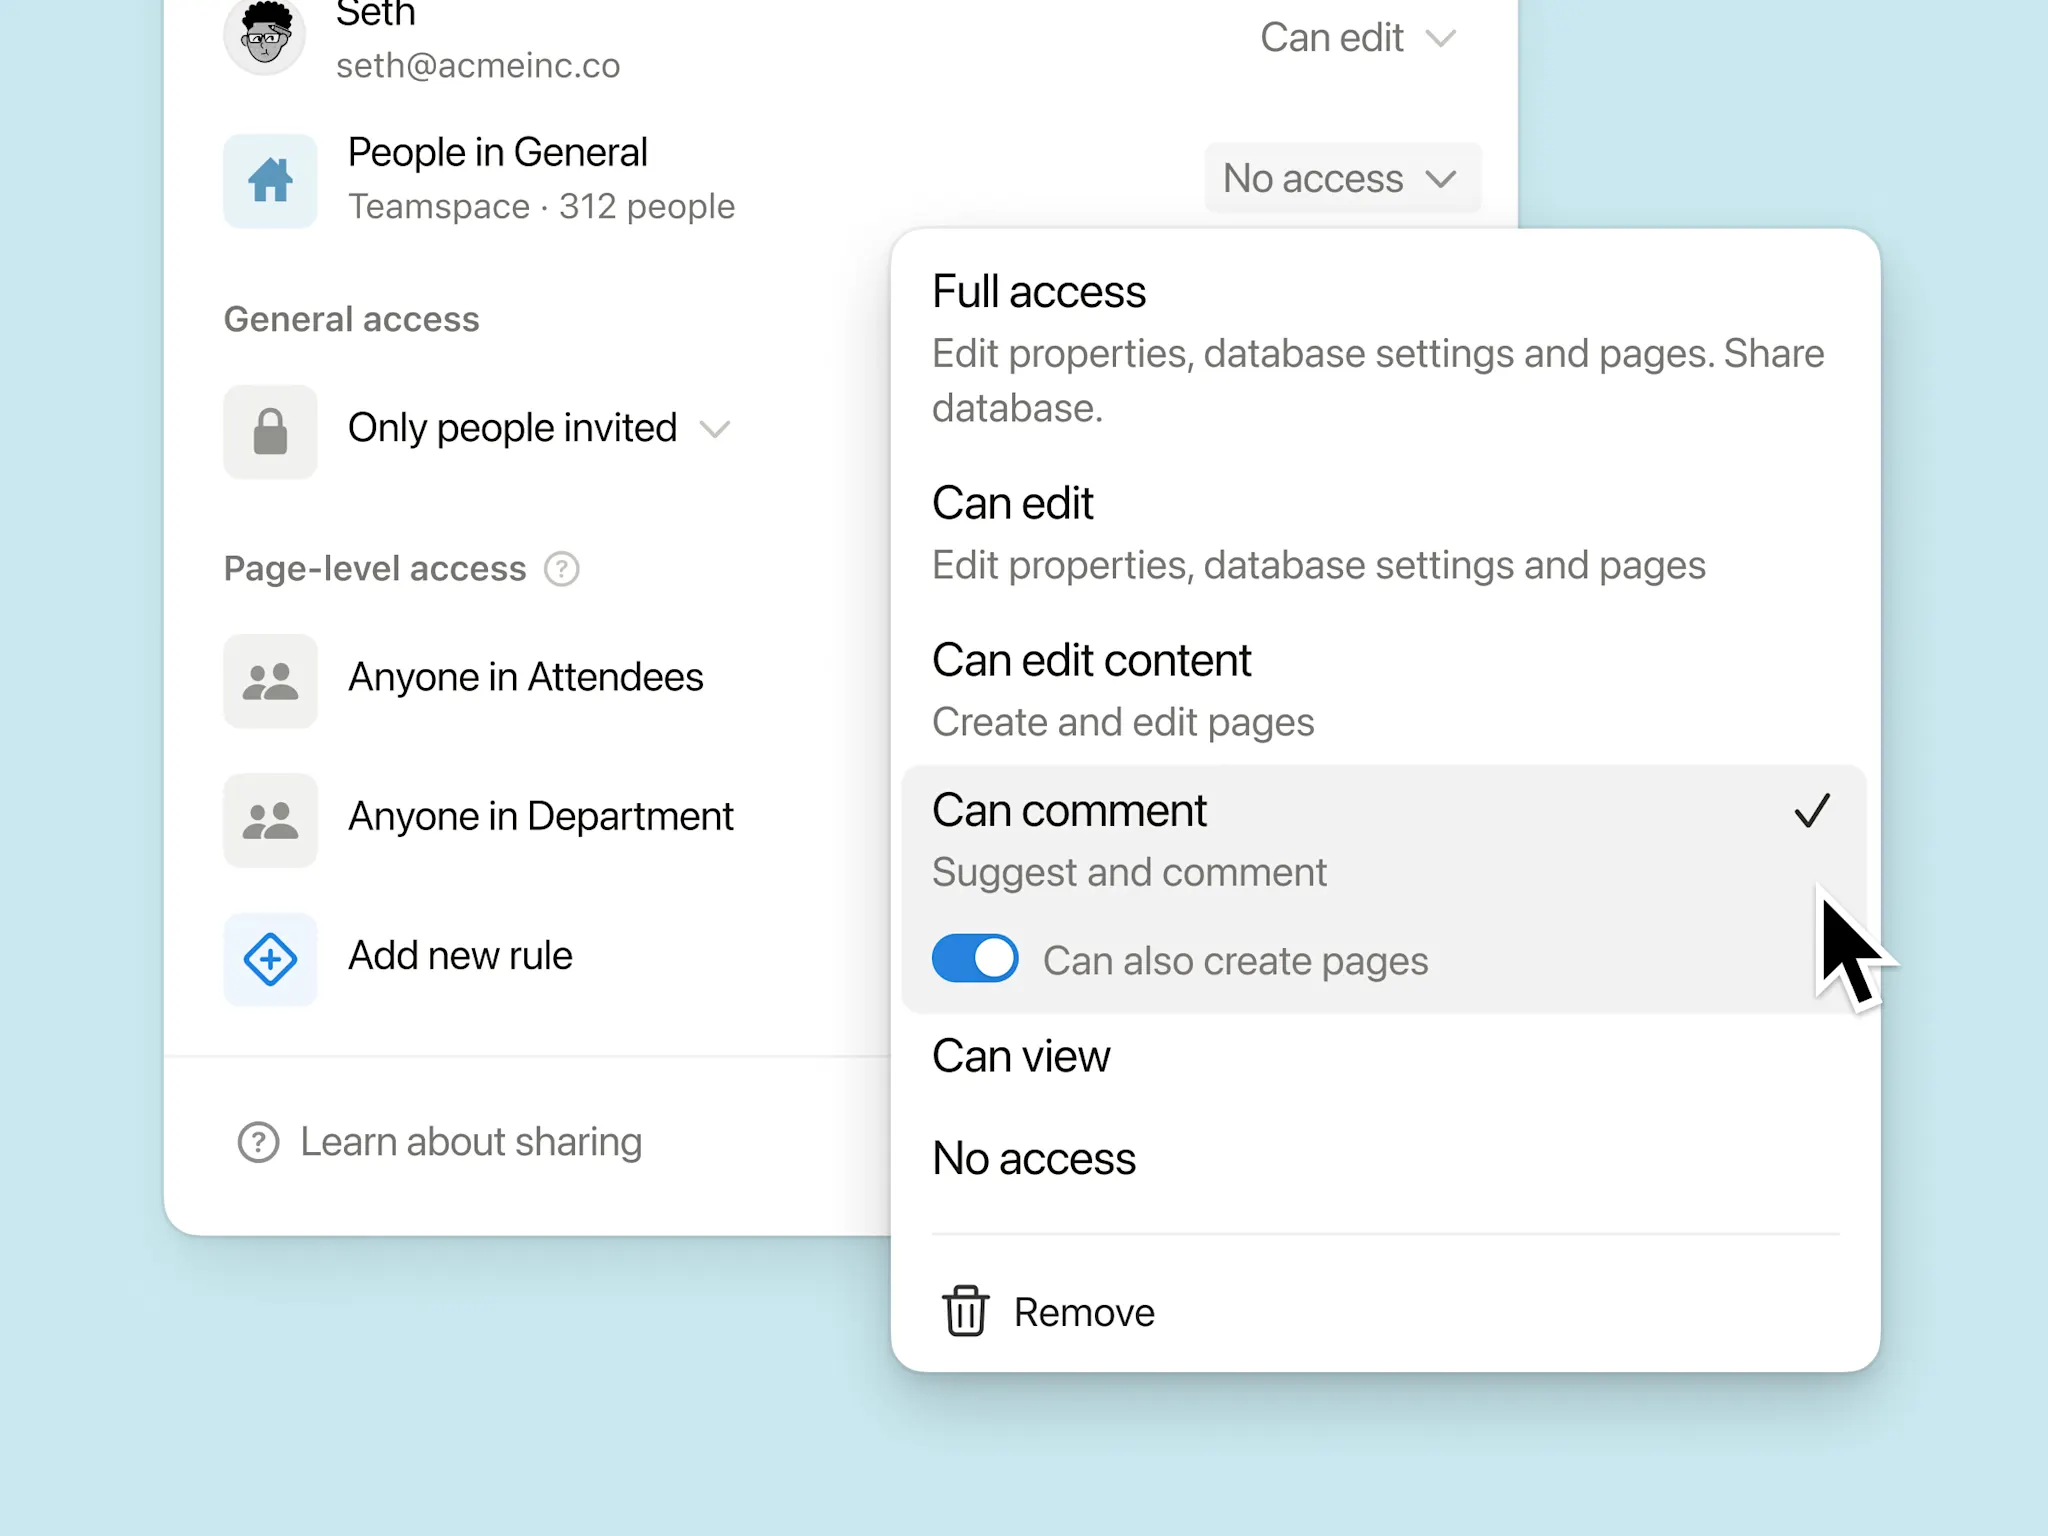 Seth
seth@acmeinc.co
Can edit
People in General
Teamspace · 312 people
No access
General access
Only people invited
Page-level access ?
Anyone in Attendees
Anyone in Department
Add new rule
? Learn about sharing
Full access
Edit properties, database settings and pages. Share
database.
Can edit
Edit properties, database settings and pages
Can edit content
Create and edit pages
Can comment
Suggest and comment
Can also create pages
Can view
No access
Remove